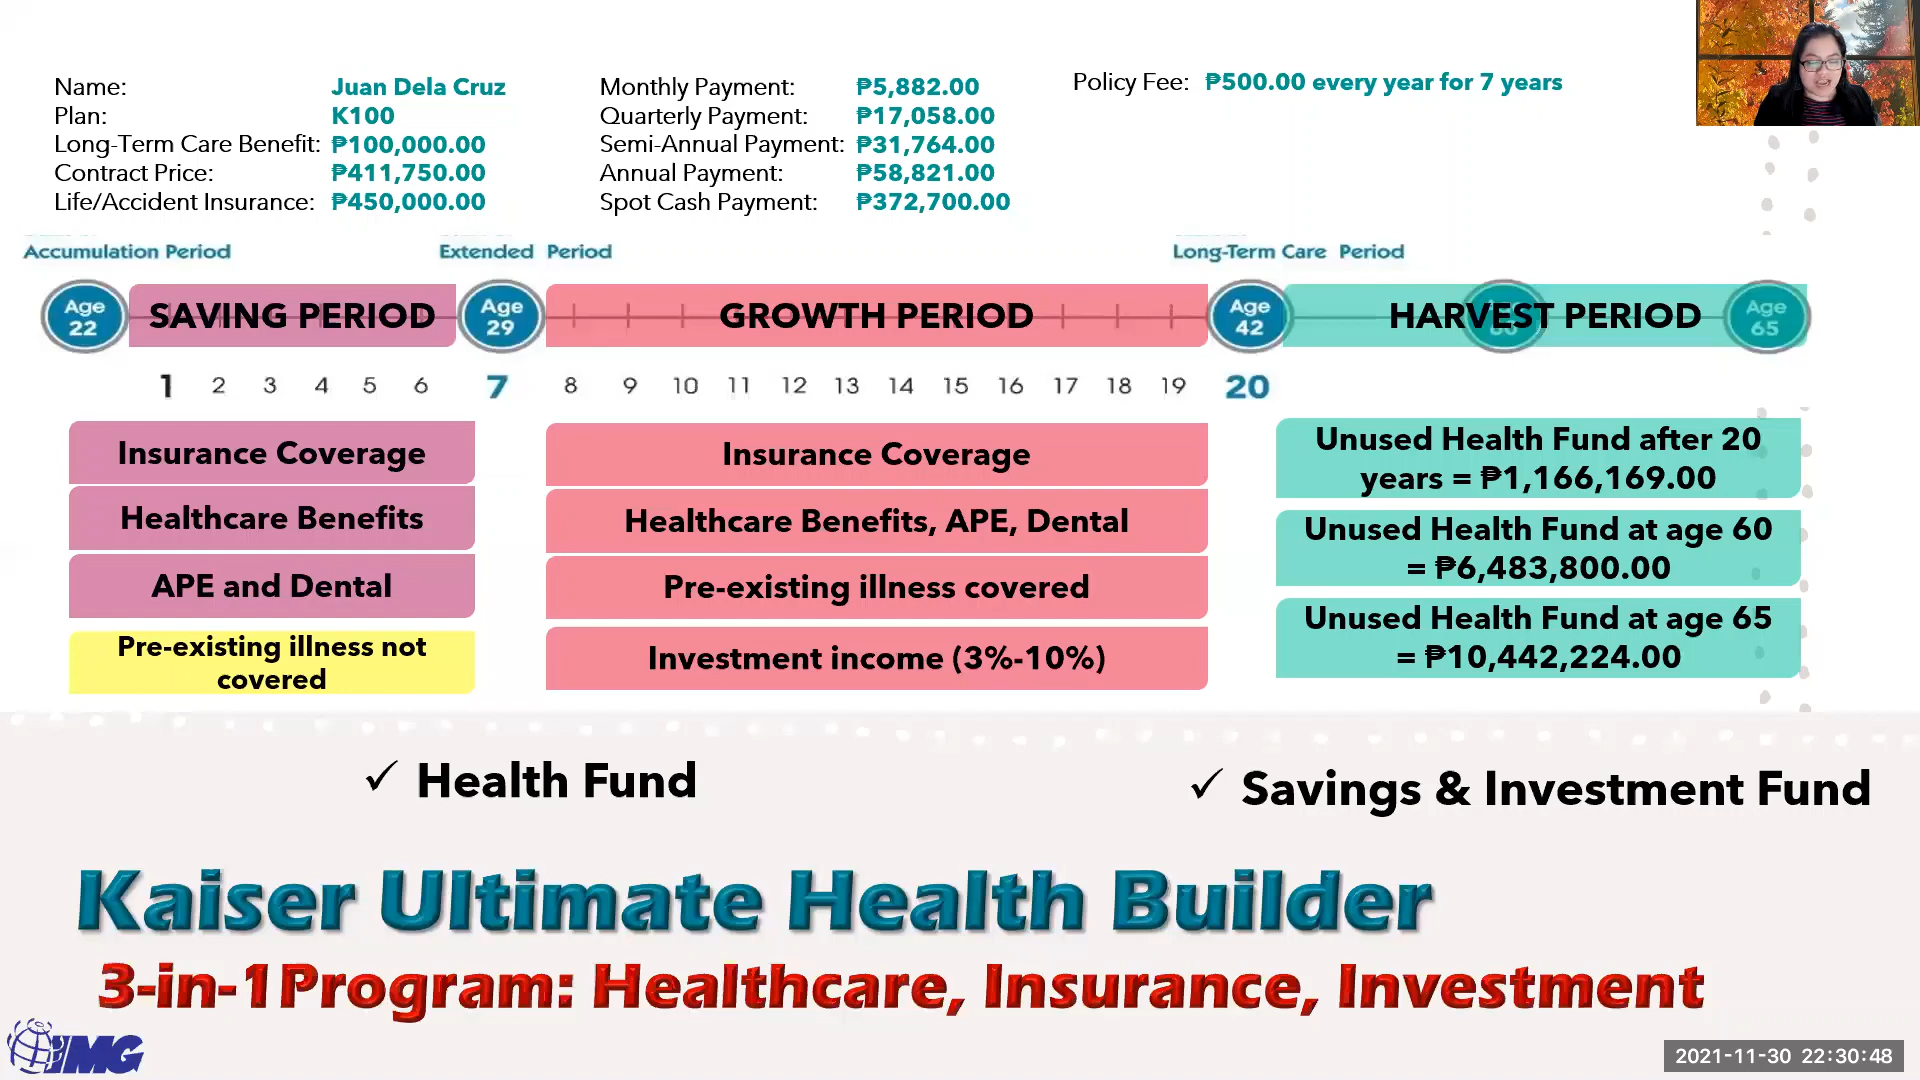 Name: Juan Dela Cruz
Plan: K100
Long-Term Care Benefit: ₱100,000.00
Contract Price: ₱411,750.00
Life/Accident Insurance: ₱450,000.00
Monthly Payment: ₱5,882.00
Quarterly Payment: ₱17,058.00
Semi-Annual Payment: ₱31,764.00
Annual Payment: ₱58,821.00
Spot Cash Payment: ₱372,700.00
Policy Fee: ₱500.00 every year for 7 years
Accumulation Period
Extended Period
Long-Term Care Period
Age
22
SAVING PERIOD
Age
29
GROWTH PERIOD
Age
42
HARVEST PERIOD
Age
65
1 2 3 4 5 6 7 8 9 10 11 12 13 14 15 16 17 18 19 20
Insurance Coverage
Healthcare Benefits
APE and Dental
Pre-existing illness not
covered
Insurance Coverage
Healthcare Benefits, APE, Dental
Pre-existing illness covered
Investment income (3%-10%)
Unused Health Fund after 20
years = ₱1,166,169.00
Unused Health Fund at age 60
= ₱6,483,800.00
Unused Health Fund at age 65
= ₱10,442,224.00
✓ Health Fund
✓ Savings & Investment Fund
Kaiser Ultimate Health Builder
3-in-1Program: Healthcare, Insurance, Investment
IMG
2021-11-30 22:30:48